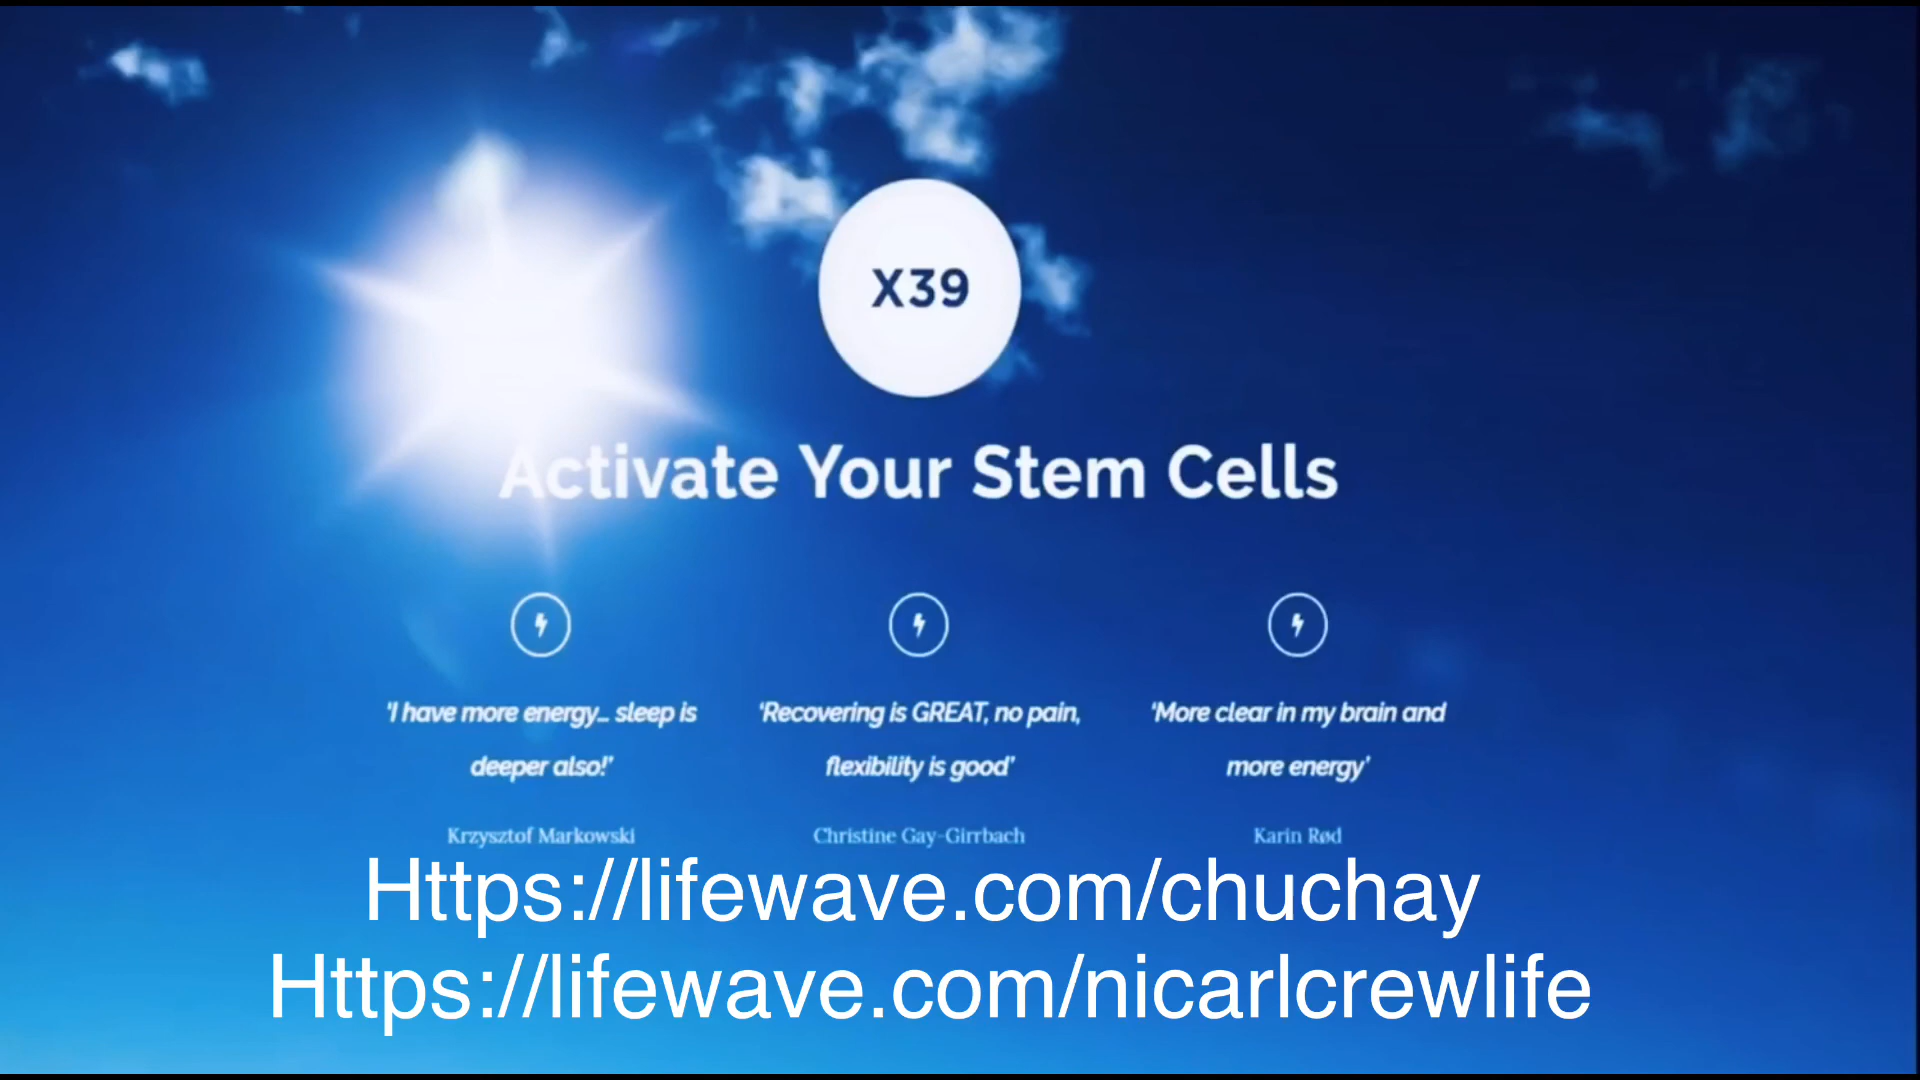 X39
Activate Your Stem Cells
'I have more energy... sleep is
deeper also!'
'Recovering is GREAT, no pain,
flexibility is good'
'More clear in my brain and
more energy'
Krzysztof Markowski
Christine Gay-Girrbach
Karin Rød
Https://lifewave.com/chuchay
Https://lifewave.com/nicarlcrewlife